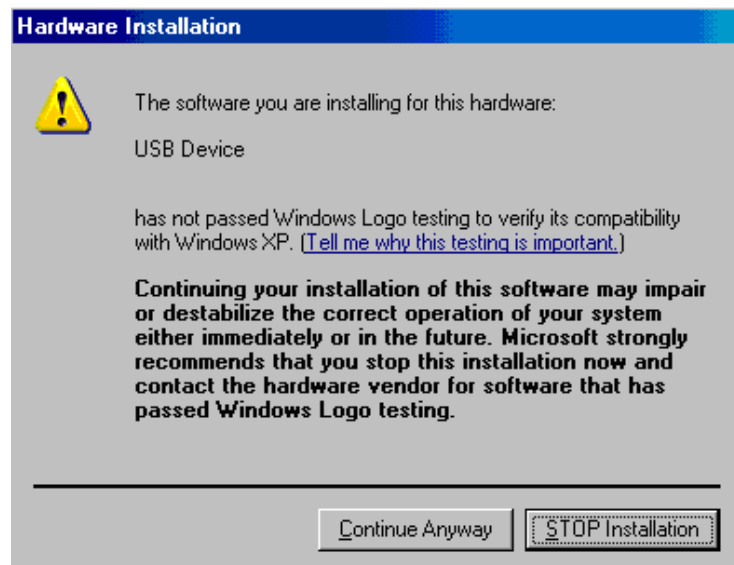 Hardware Installation
The software you are installing for this hardware:
USB Device
has not passed Windows Logo testing to verify its compatibility
with Windows XP. (Tell me why this testing is important.)
Continuing your installation of this software may impair
or destabilize the correct operation of your system
either immediately or in the future. Microsoft strongly
recommends that you stop this installation now and
contact the hardware vendor for software that has
passed Windows Logo testing.
Continue Anyway STOP Installation